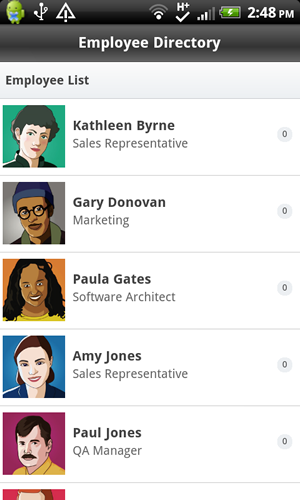 H+
2:48 PM
Employee Directory
Employee List
Kathleen Byrne
Sales Representative
0
Gary Donovan
Marketing
0
Paula Gates
Software Architect
0
Amy Jones
Sales Representative
0
Paul Jones
QA Manager
0